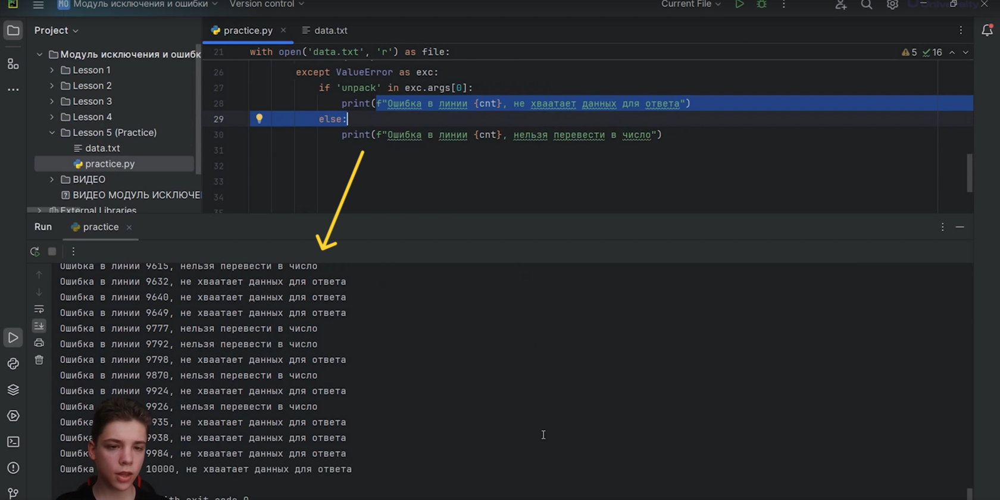 PC
MO Модуль исключения и ошибки
Version control
Current File
University
Project
practice.py
data.txt
Модуль исключения и ошибк
Lesson 1
Lesson 2
Lesson 3
Lesson 4
Lesson 5 (Practice)
data.txt
practice.py
ВИДЕО
ВИДЕО МОДУЛЬ ИСКЛЮЧЕ
External Libraries
21 with open('data.txt', 'r') as file:
5 16
26 except ValueError as exc:
27 if 'unpack' in exc.args[0]:
28 print(f"Ошибка в линии {cnt}, не хваатает данных для ответа")
29 else:
30 print(f"Ошибка в линии {cnt}, нельзя перевести в число")
31
32
33
34
35
Run
practice
Ошибка в линии 9615, нельзя перевести в число
Ошибка в линии 9632, не хваатает данных для ответа
Ошибка в линии 9640, не хваатает данных для ответа
Ошибка в линии 9649, не хваатает данных для ответа
Ошибка в линии 9777, нельзя перевести в число
Ошибка в линии 9792, нельзя перевести в число
Ошибка в линии 9798, не хваатает данных для ответа
Ошибка в линии 9870, нельзя перевести в число
Ошибка в линии 9924, не хваатает данных для ответа
Ошибка 9926, нельзя перевести в число
Ошибк 935, не хваатает данных для ответа
Ошибк 9938, не хваатает данных для ответа
Ошибк 9984, не хваатает данных для ответа
Ошибка 10000, не хваатает данных для ответа
ith exit code 0